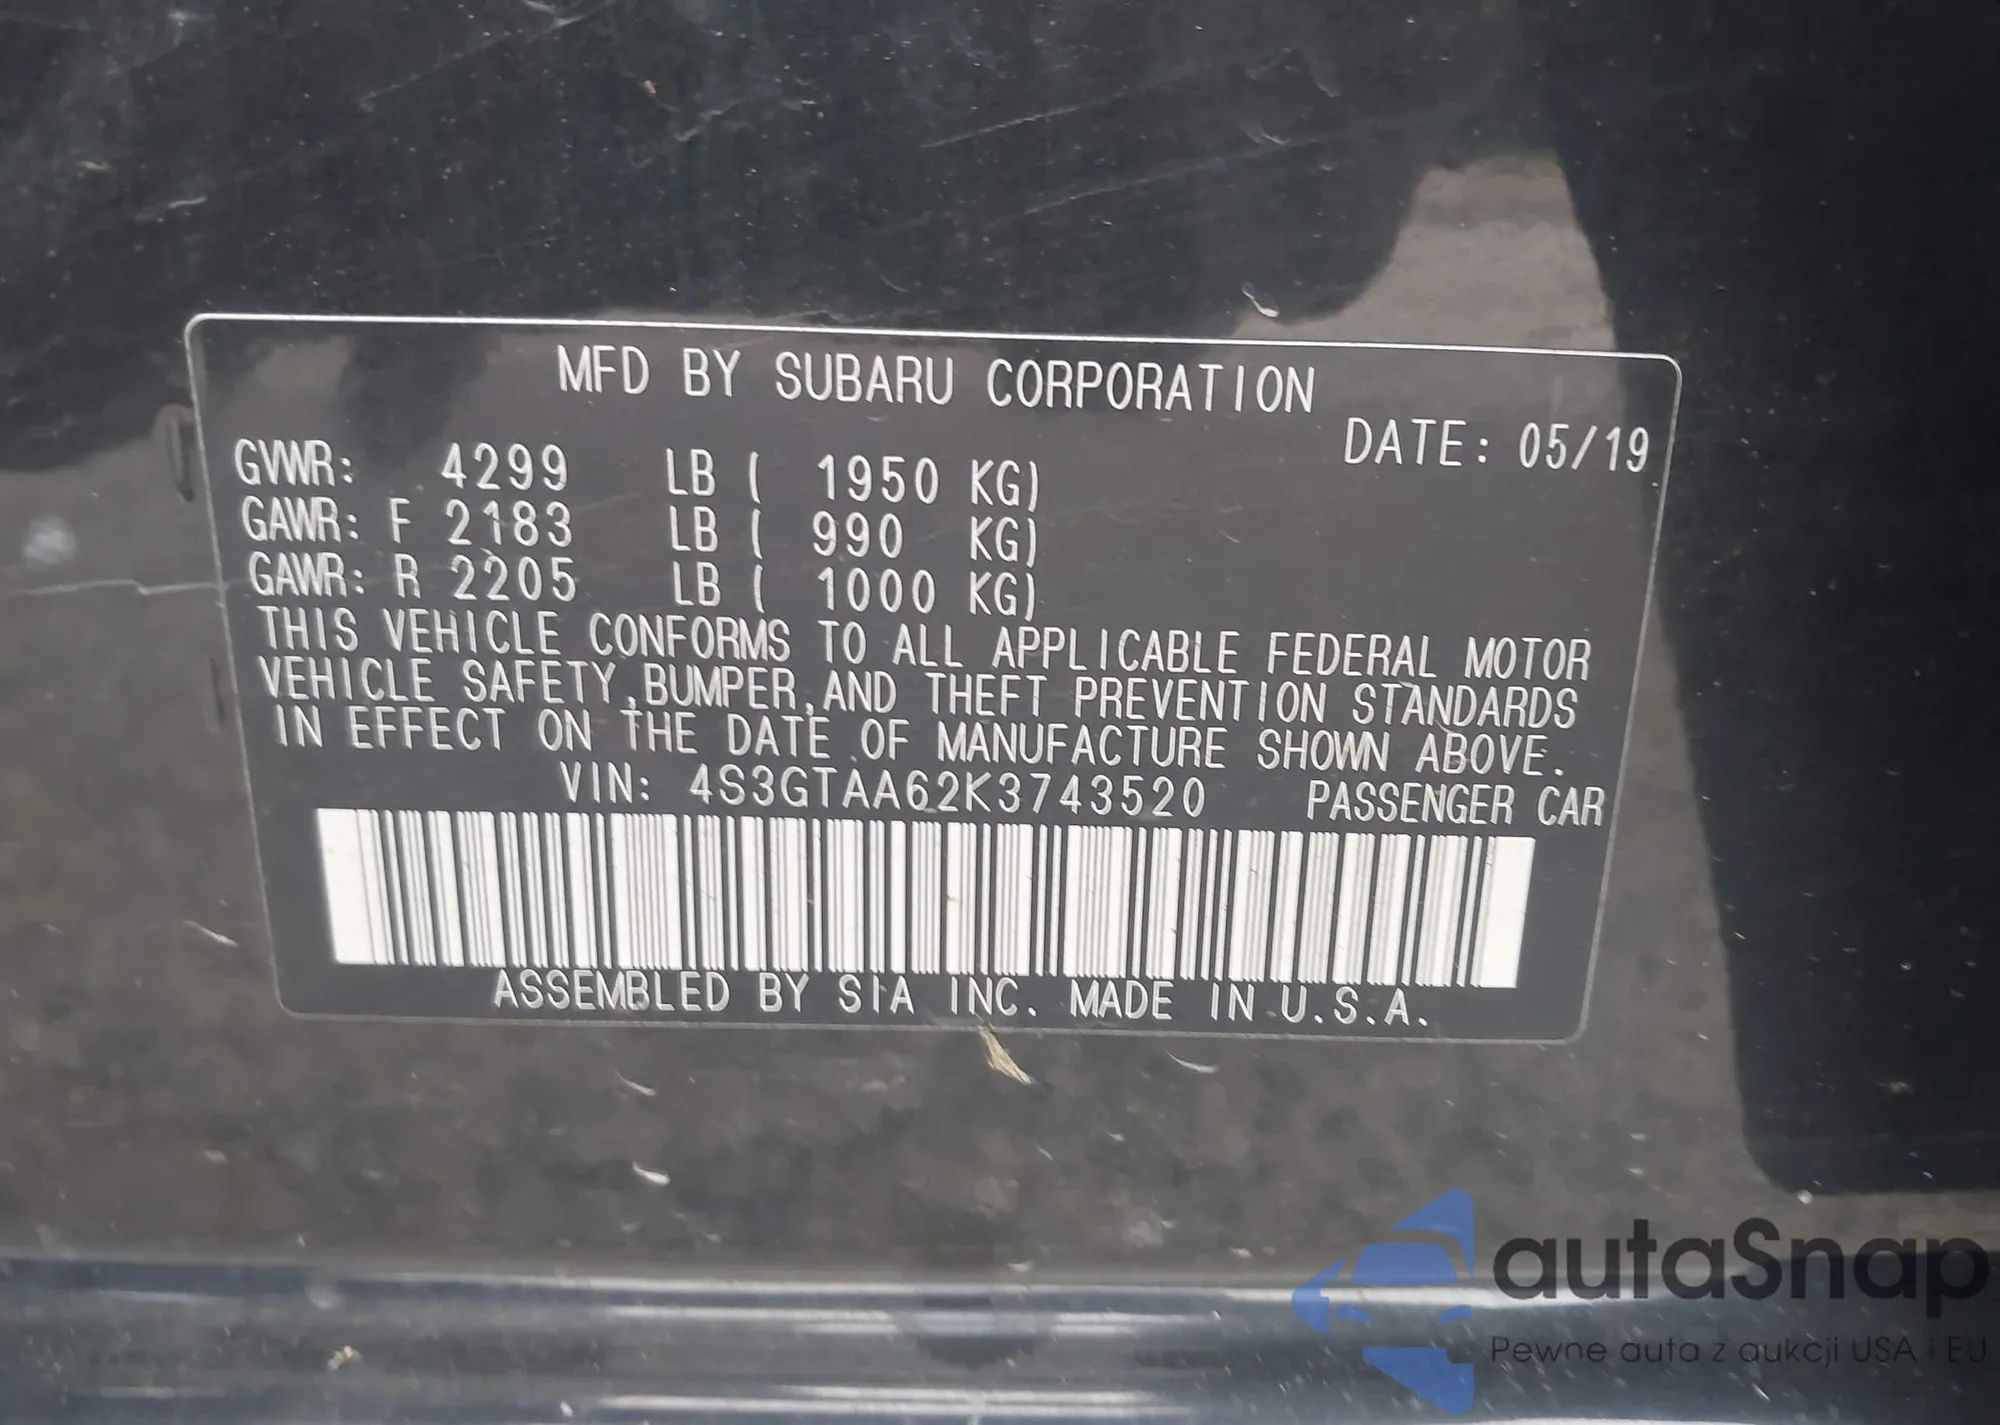 MFD BY SUBARU CORPORATION
DATE: 05/19
GVWR: 4299 LB ( 1950 KG)
GAWR: F 2183 LB ( 990 KG)
GAWR: R 2205 LB ( 1000 KG)
THIS VEHICLE CONFORMS TO ALL APPLICABLE FEDERAL MOTOR
VEHICLE SAFETY,BUMPER,AND THEFT PREVENTION STANDARDS
IN EFFECT ON THE DATE OF MANUFACTURE SHOWN ABOVE.
VIN: 4S3GTAA62K3743520 PASSENGER CAR
ASSEMBLED BY SIA INC. MADE IN U.S.A.
autaSnap
Pewne auta z aukcji USA i EU